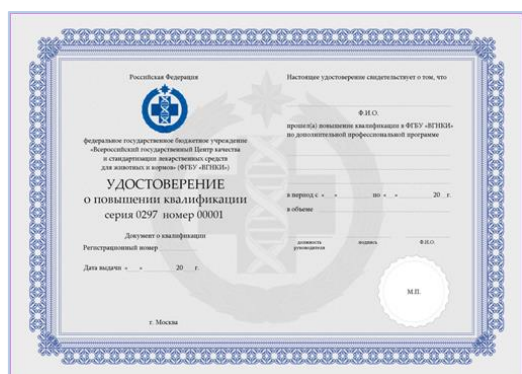 Российская Федерация
федеральное государственное бюджетное учреждение
«Всероссийский государственный Центр качества
и стандартизации лекарственных средств
для животных и кормов» (ФГБУ «ВГНКИ»)
УДОСТОВЕРЕНИЕ
о повышении квалификации
серия 0297 номер 00001
Документ о квалификации
Регистрационный номер
Дата выдачи « » 20 г.
г. Москва
Настоящее удостоверение свидетельствует о том, что
Ф.И.О.
прошел(а) повышение квалификации в ФГБУ «ВГНКИ»
по дополнительной профессиональной программе
в период с « » по « » 20 г.
в объеме
должность подпись Ф.И.О.
руководителя
М.П.